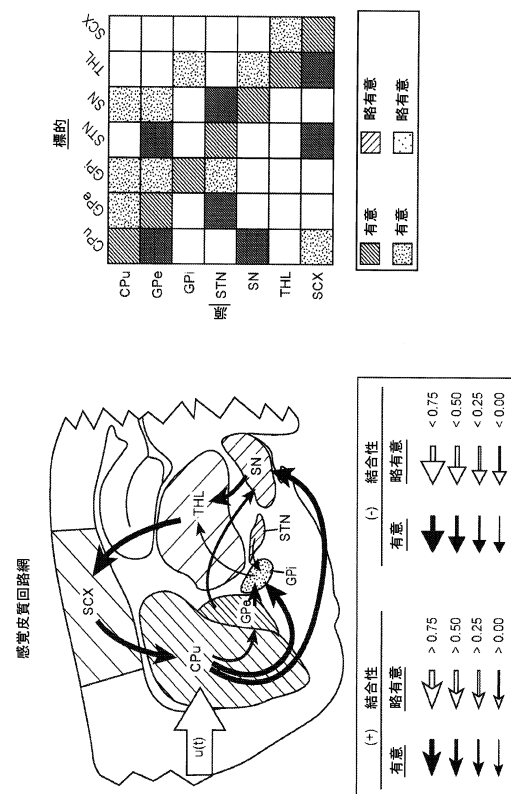 感覚皮質回路網
SCX
CPu
THL
SN
STN
GPi
GPe
u(t)
(+)
有意 結合性 略有意
> 0.75
> 0.50
> 0.25
> 0.00
(-)
有意 結合性 略有意
< 0.75
< 0.50
< 0.25
< 0.00
標的
CPu GPe GPi STN SN THL SCX
源
CPu
GPe
GPi
STN
SN
THL
SCX
有意 略有意
有意 略有意